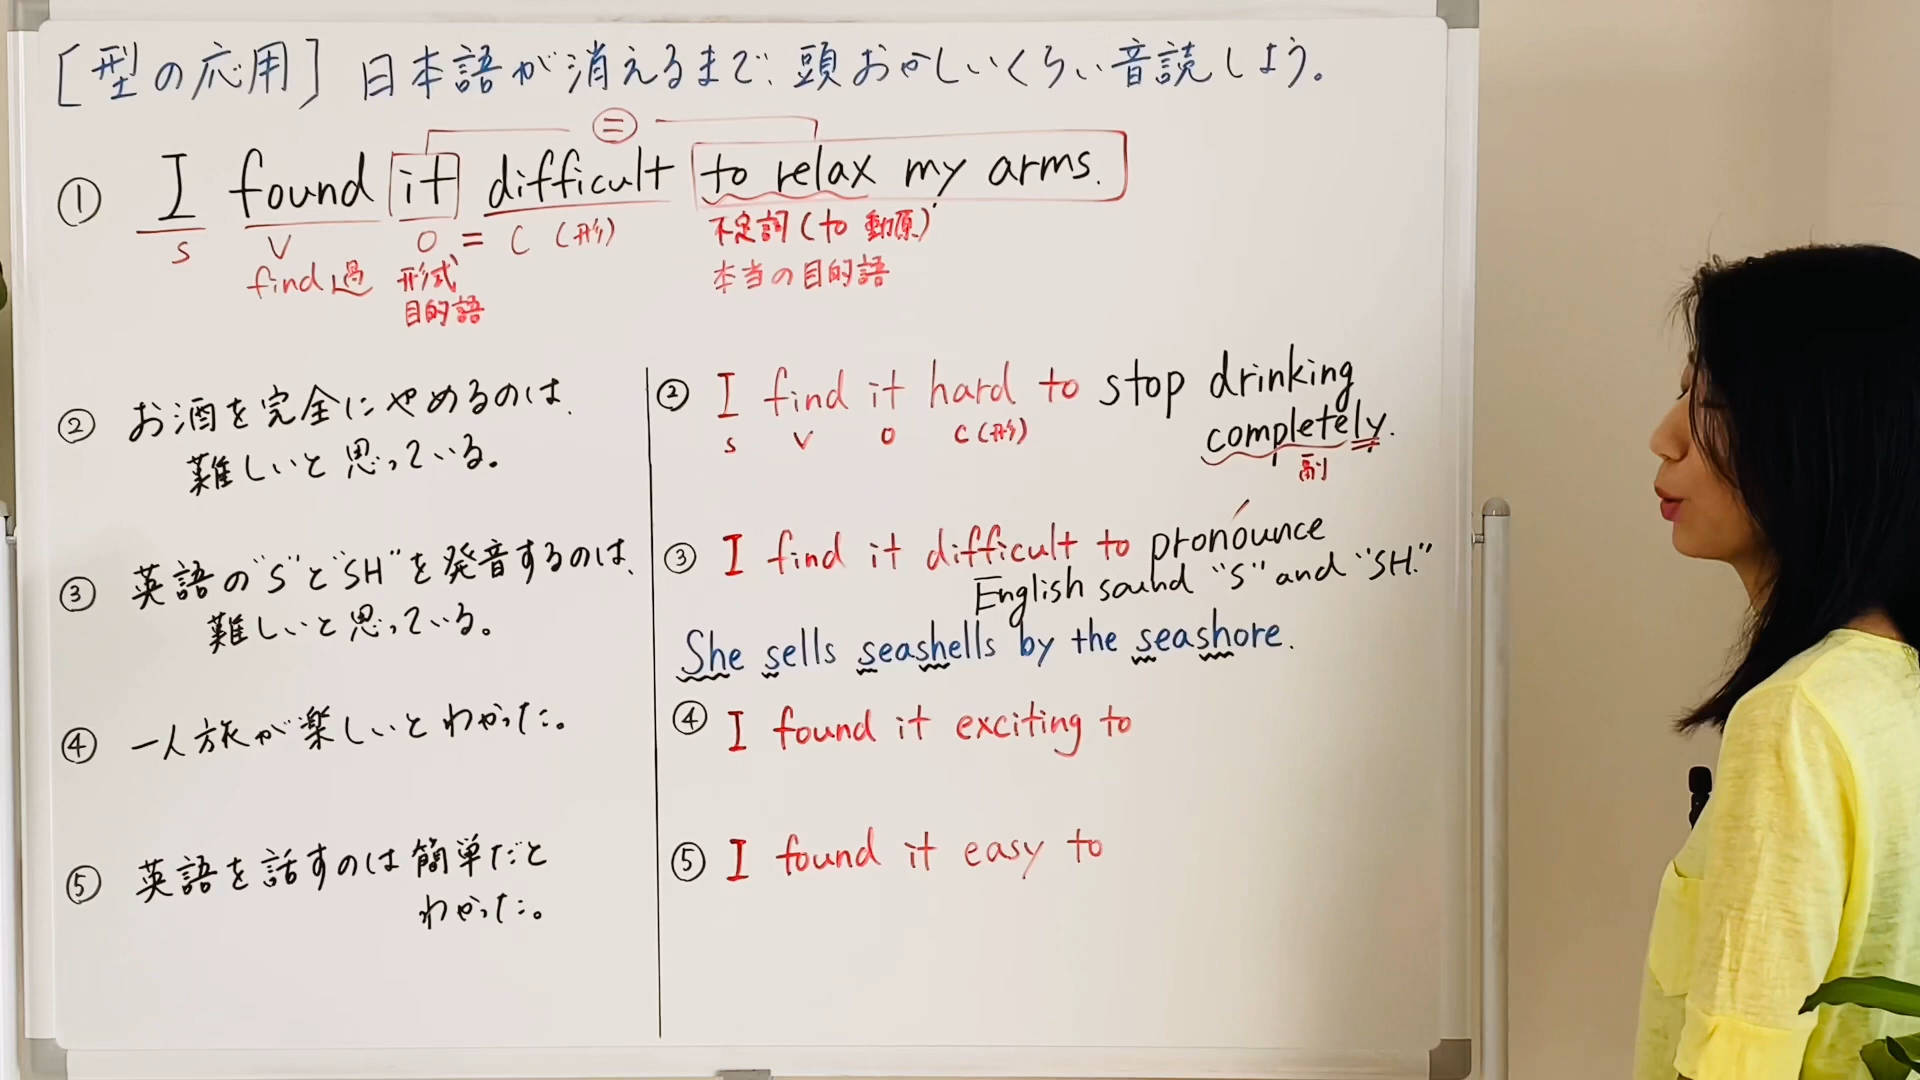 [型の応用] 日本語が消えるまで、頭おかしいくらい音読しよう。
=
① I found it difficult to relax my arms.
S V O = C (形) 不定詞 (to 動原)
find 過 形式 本当の目的語
目的語
② お酒を完全にやめるのは、
難しいと思っている。
③ 英語の"S"と"SH"を発音するのは、
難しいと思っている。
④ 一人旅が楽しいとわかった。
⑤ 英語を話すのは簡単だと
わかった。
② I find it hard to stop drinking
S V O C (形) completely.
副
③ I find it difficult to pronounce
English sound "S" and "SH."
She sells seashells by the seashore.
④ I found it exciting to
⑤ I found it easy to